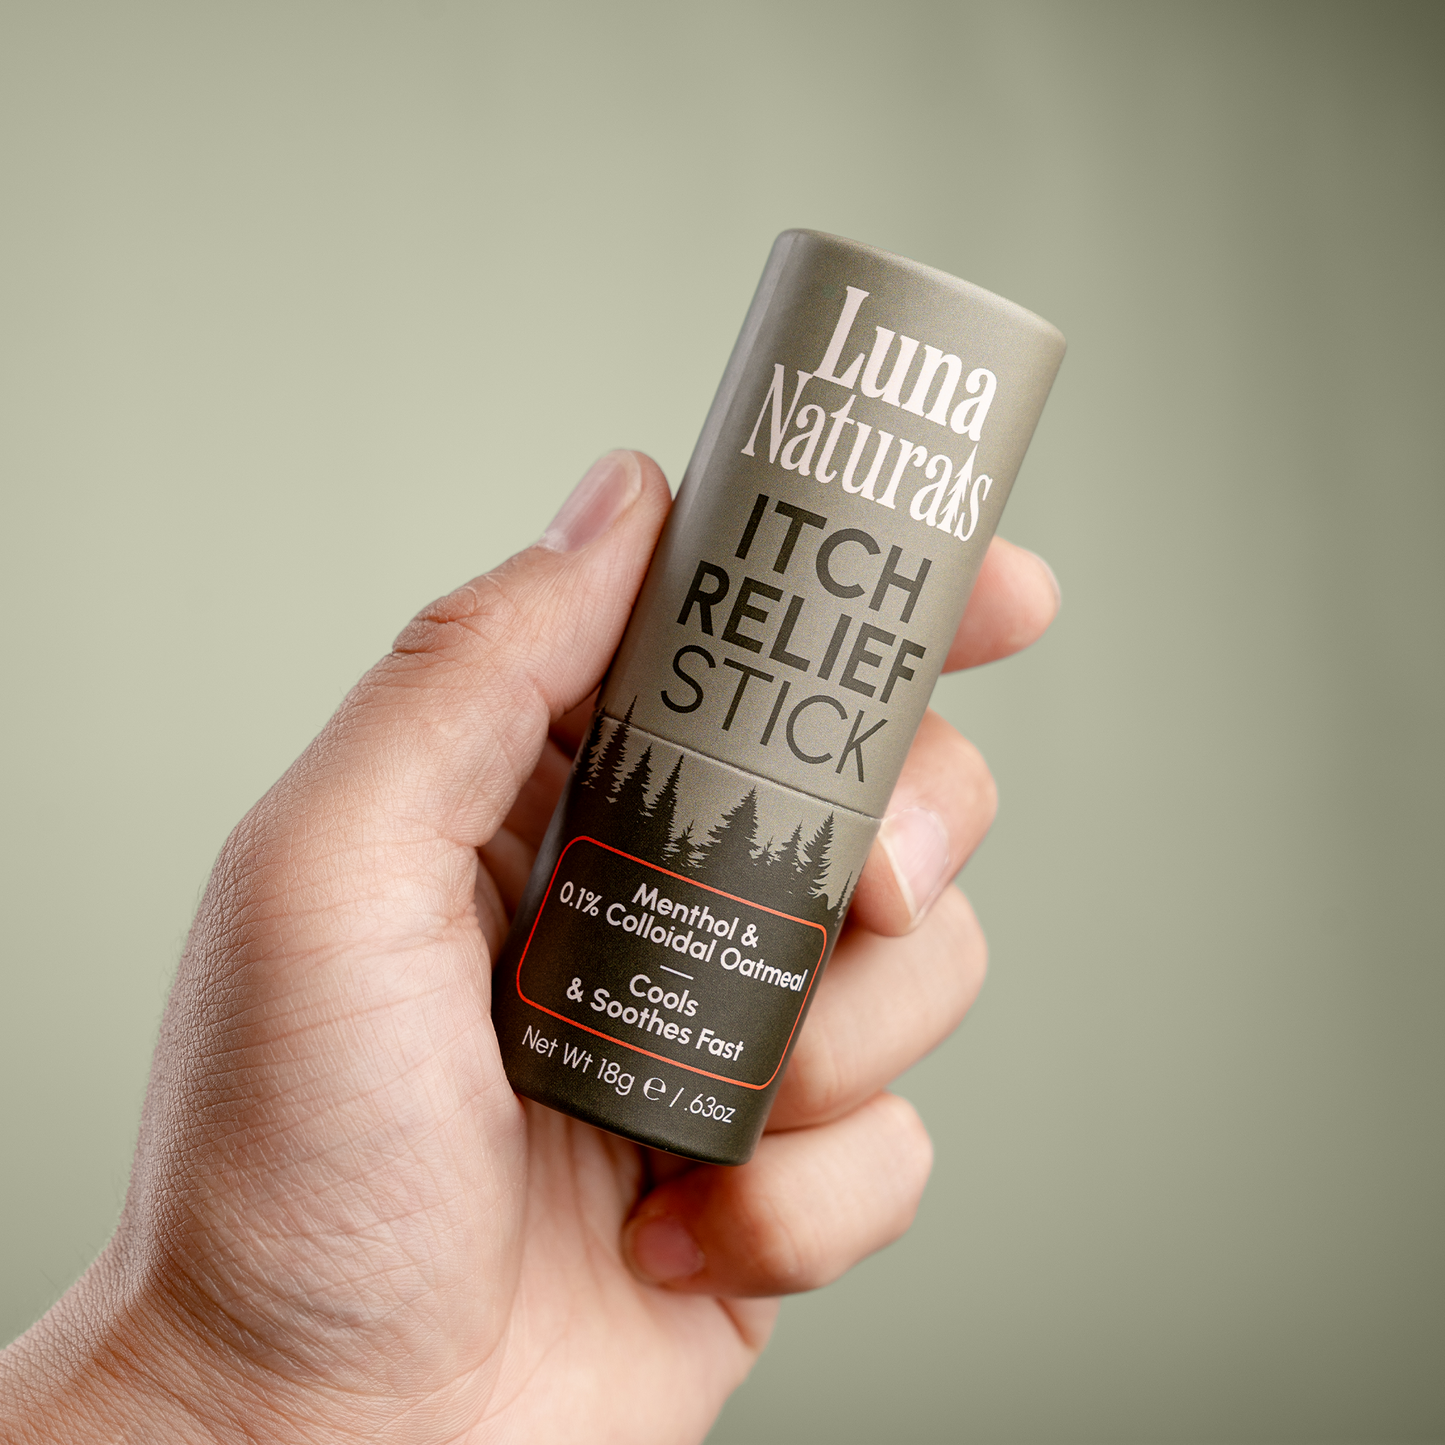 Luna
Naturals
ITCH
RELIEF
STICK
Menthol &
0.1% Colloidal Oatmeal
Cools
& Soothes Fast
Net Wt 18g ℮ / .63oz